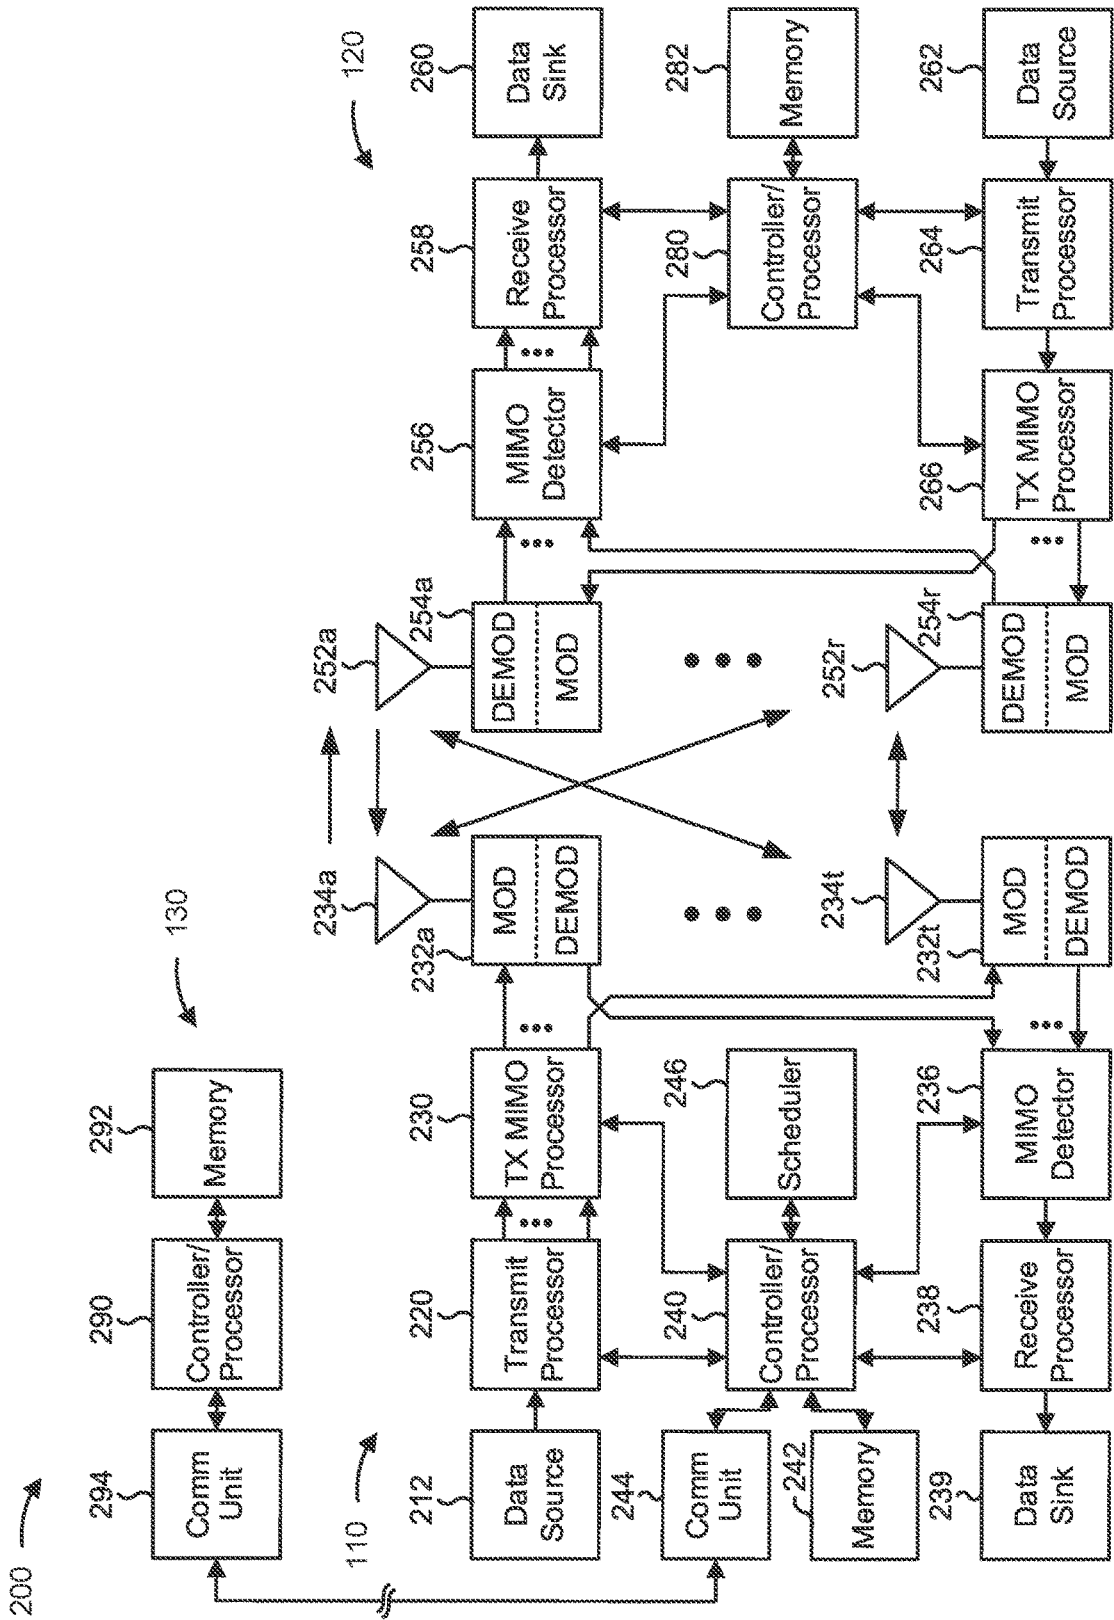 200
294
Comm
Unit
290
Controller/
Processor
292
Memory
130
110
212
Data
Source
220
Transmit
Processor
230
TX MIMO
Processor
232a
MOD
DEMOD
234a
252a
254a
DEMOD
MOD
256
MIMO
Detector
258
Receive
Processor
260
Data
Sink
120
244
Comm
Unit
242
Memory
240
Controller/
Processor
246
Scheduler
280
Controller/
Processor
282
Memory
239
Data
Sink
238
Receive
Processor
236
MIMO
Detector
232t
MOD
DEMOD
234t
252r
254r
DEMOD
MOD
266
TX MIMO
Processor
264
Transmit
Processor
262
Data
Source